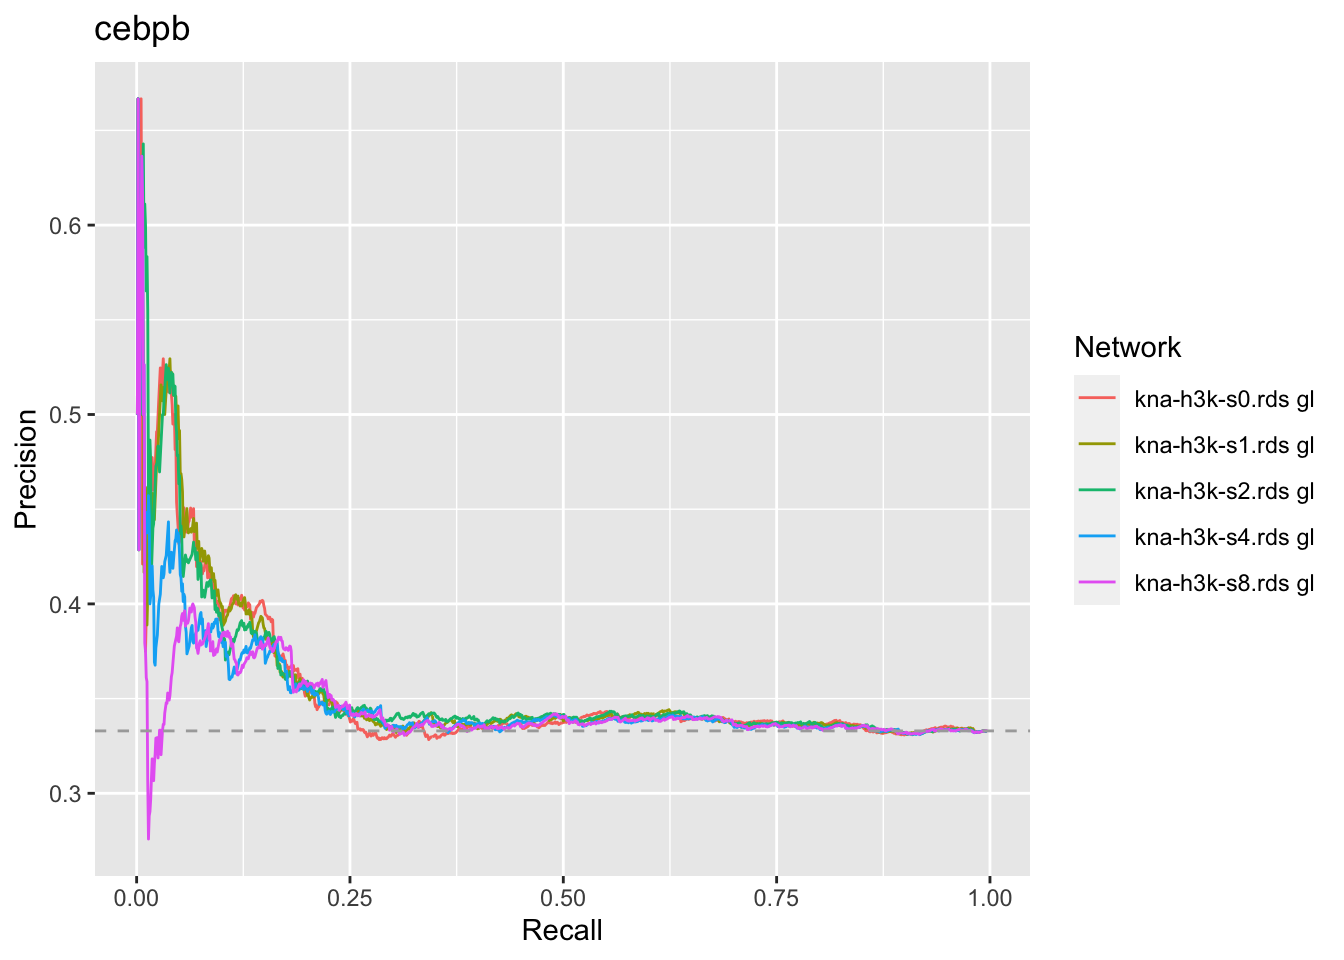 cebpb
Precision
0.6
0.5
0.4
0.3
0.00
0.25
0.50
0.75
1.00
Recall
Network
kna-h3k-s0.rds gl
kna-h3k-s1.rds gl
kna-h3k-s2.rds gl
kna-h3k-s4.rds gl
kna-h3k-s8.rds gl